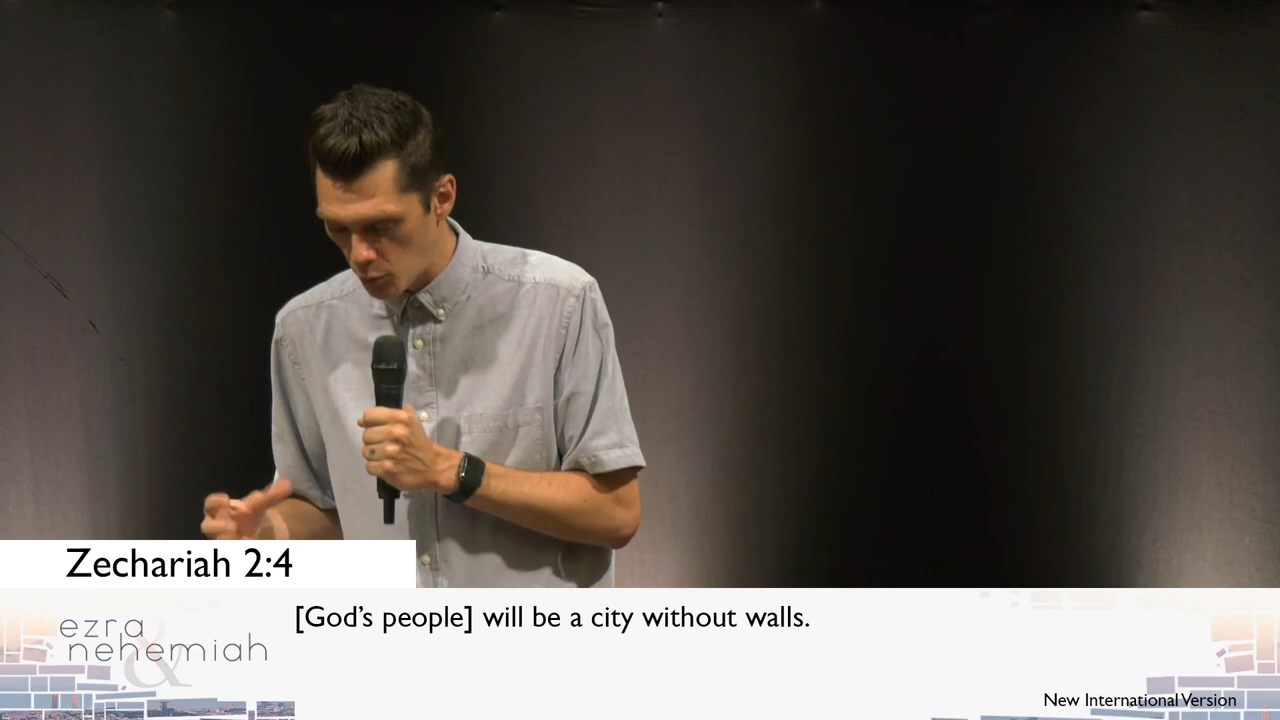 Zechariah 2:4
[God's people] will be a city without walls.
ezra
&
nehemiah
New International Version